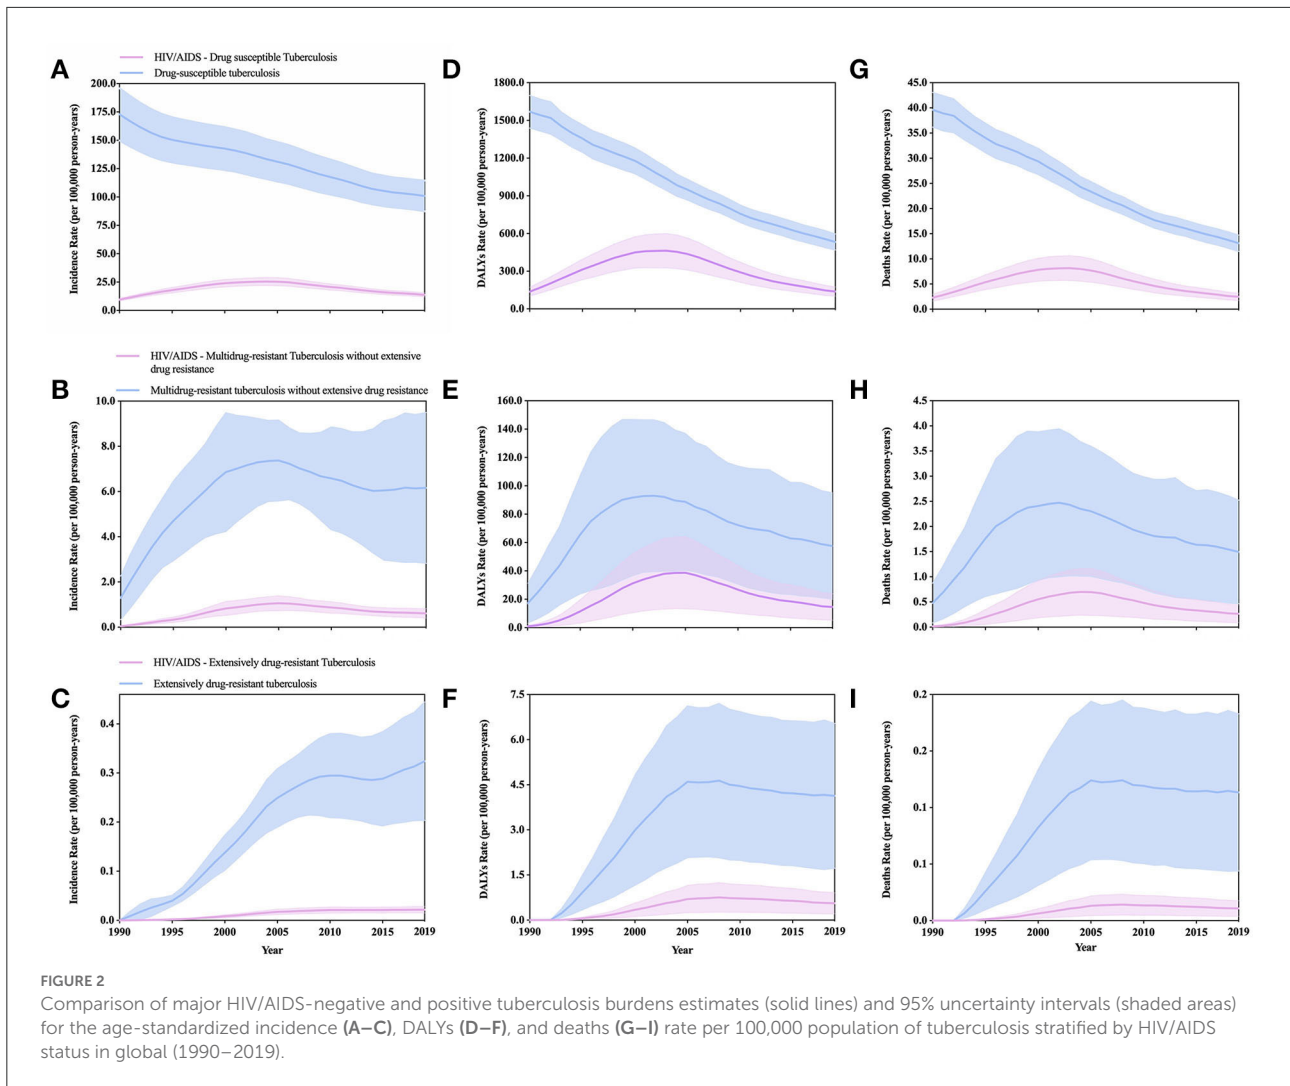 HIV/AIDS - Drug susceptible Tuberculosis
Drug-susceptible tuberculosis
A
Incidence Rate (per 100,000 person-years)
200.0
175.0
150.0
125.0
100.0
75.0
50.0
25.0
0.0
D
DALYs Rate (per 100,000 person-years)
1800.0
1500.0
1200.0
900.0
600.0
300.0
0.0
G
Deaths Rate (per 100,000 person-years)
45.0
40.0
35.0
30.0
25.0
20.0
15.0
10.0
5.0
0.0
HIV/AIDS - Multidrug-resistant Tuberculosis without extensive
drug resistance
Multidrug-resistant tuberculosis without extensive drug resistance
B
Incidence Rate (per 100,000 person-years)
10.0
8.0
6.0
4.0
2.0
0.0
E
DALYs Rate (per 100,000 person-years)
160.0
140.0
120.0
100.0
80.0
60.0
40.0
20.0
0.0
H
Deaths Rate (per 100,000 person-years)
4.5
4.0
3.5
3.0
2.5
2.0
1.5
1.0
0.5
0.0
HIV/AIDS - Extensively drug-resistant Tuberculosis
Extensively drug-resistant tuberculosis
C
Incidence Rate (per 100,000 person-years)
0.4
0.3
0.2
0.1
0.0
1990 1995 2000 2005 2010 2015 2019
Year
F
DALYs Rate (per 100,000 person-years)
7.5
6.0
4.5
3.0
1.5
0.0
1990 1995 2000 2005 2010 2015 2019
Year
I
Deaths Rate (per 100,000 person-years)
0.2
0.2
0.1
0.1
0.0
1990 1995 2000 2005 2010 2015 2019
Year
FIGURE 2
Comparison of major HIV/AIDS-negative and positive tuberculosis burdens estimates (solid lines) and 95% uncertainty intervals (shaded areas)
for the age-standardized incidence (A–C), DALYs (D–F), and deaths (G–I) rate per 100,000 population of tuberculosis stratified by HIV/AIDS
status in global (1990–2019).